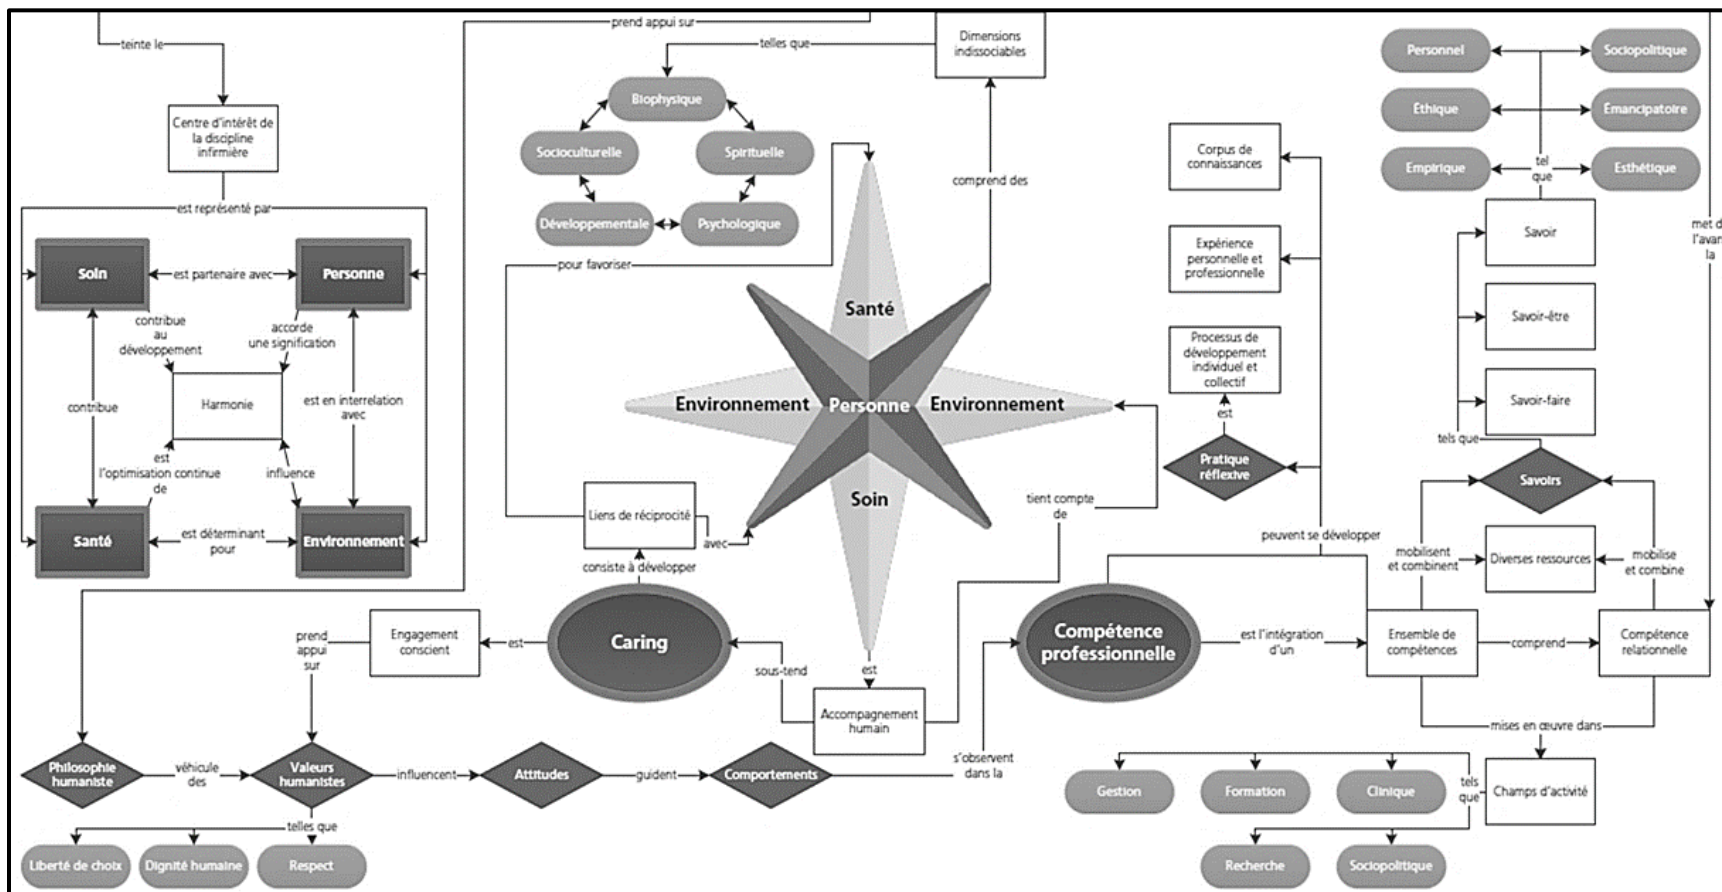 prend appui sur
teinte le
telles que
Dimensions
indissociables
Personnel
Sociopolitique
Biophysique
Éthique
Émancipatoire
Centre d'intérêt de
la discipline
infirmière
Socioculturelle
Spirituelle
Corpus de
connaissances
Empirique
tel
que
Esthétique
comprend des
est représenté par
Développementale
Psychologique
Savoir
met d
l'avan
la
Expérience
personnelle et
professionnelle
Soin
est partenaire avec
Personne
pour favoriser
contribue
au
développement
accorde
une signification
Santé
Savoir-être
Processus de
développement
individuel et
collectif
Harmonie
contribue
est en interrelation
avec
Environnement
Personne
Environnement
Savoir-faire
est
tels que
est
l'optimisation continue
de
influence
Pratique
réflexive
Savoirs
Soin
Liens de réciprocité
avec
tient compte
de
Santé
est déterminant
pour
Environnement
peuvent se développer
mobilisent
et combinent
Diverses ressources
mobilise
et combine
consiste à développer
Engagement
conscient
est
Caring
Compétence
professionnelle
est l'intégration
d'un
Ensemble de
compétences
comprend
Compétence
relationnelle
prend
appui
sur
sous-tend
est
Accompagnement
humain
mises en œuvre dans
Philosophie
humaniste
véhicule
des
Valeurs
humanistes
influencent
Attitudes
guident
Comportements
s'observent
dans la
Gestion
Formation
Clinique
tels
que
Champs d'activité
telles que
Liberté de choix
Dignité humaine
Respect
Recherche
Sociopolitique